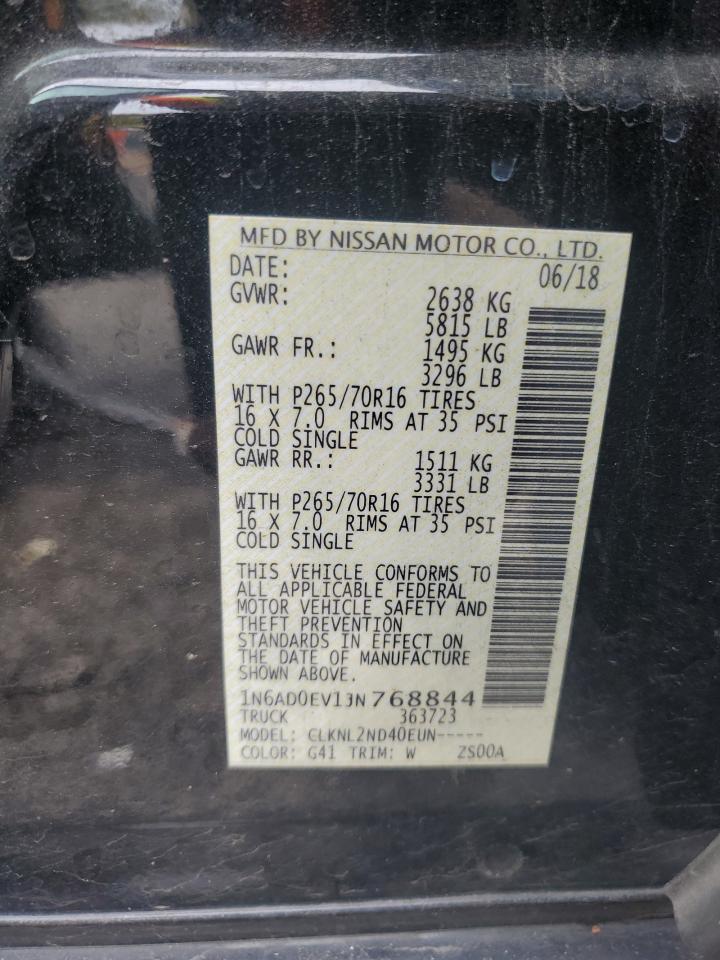 MFD BY NISSAN MOTOR CO., LTD.
DATE: 06/18
GVWR: 2638 KG
5815 LB
GAWR FR.: 1495 KG
3296 LB
WITH P265/70R16 TIRES
16 X 7.0 RIMS AT 35 PSI
COLD SINGLE
GAWR RR.: 1511 KG
3331 LB
WITH P265/70R16 TIRES
16 X 7.0 RIMS AT 35 PSI
COLD SINGLE
THIS VEHICLE CONFORMS TO
ALL APPLICABLE FEDERAL
MOTOR VEHICLE SAFETY AND
THEFT PREVENTION
STANDARDS IN EFFECT ON
THE DATE OF MANUFACTURE
SHOWN ABOVE.
1N6AD0EV1JN768844
TRUCK 363723
MODEL: CLKNL2ND40EUN-----
COLOR: G41 TRIM: W ZS00A